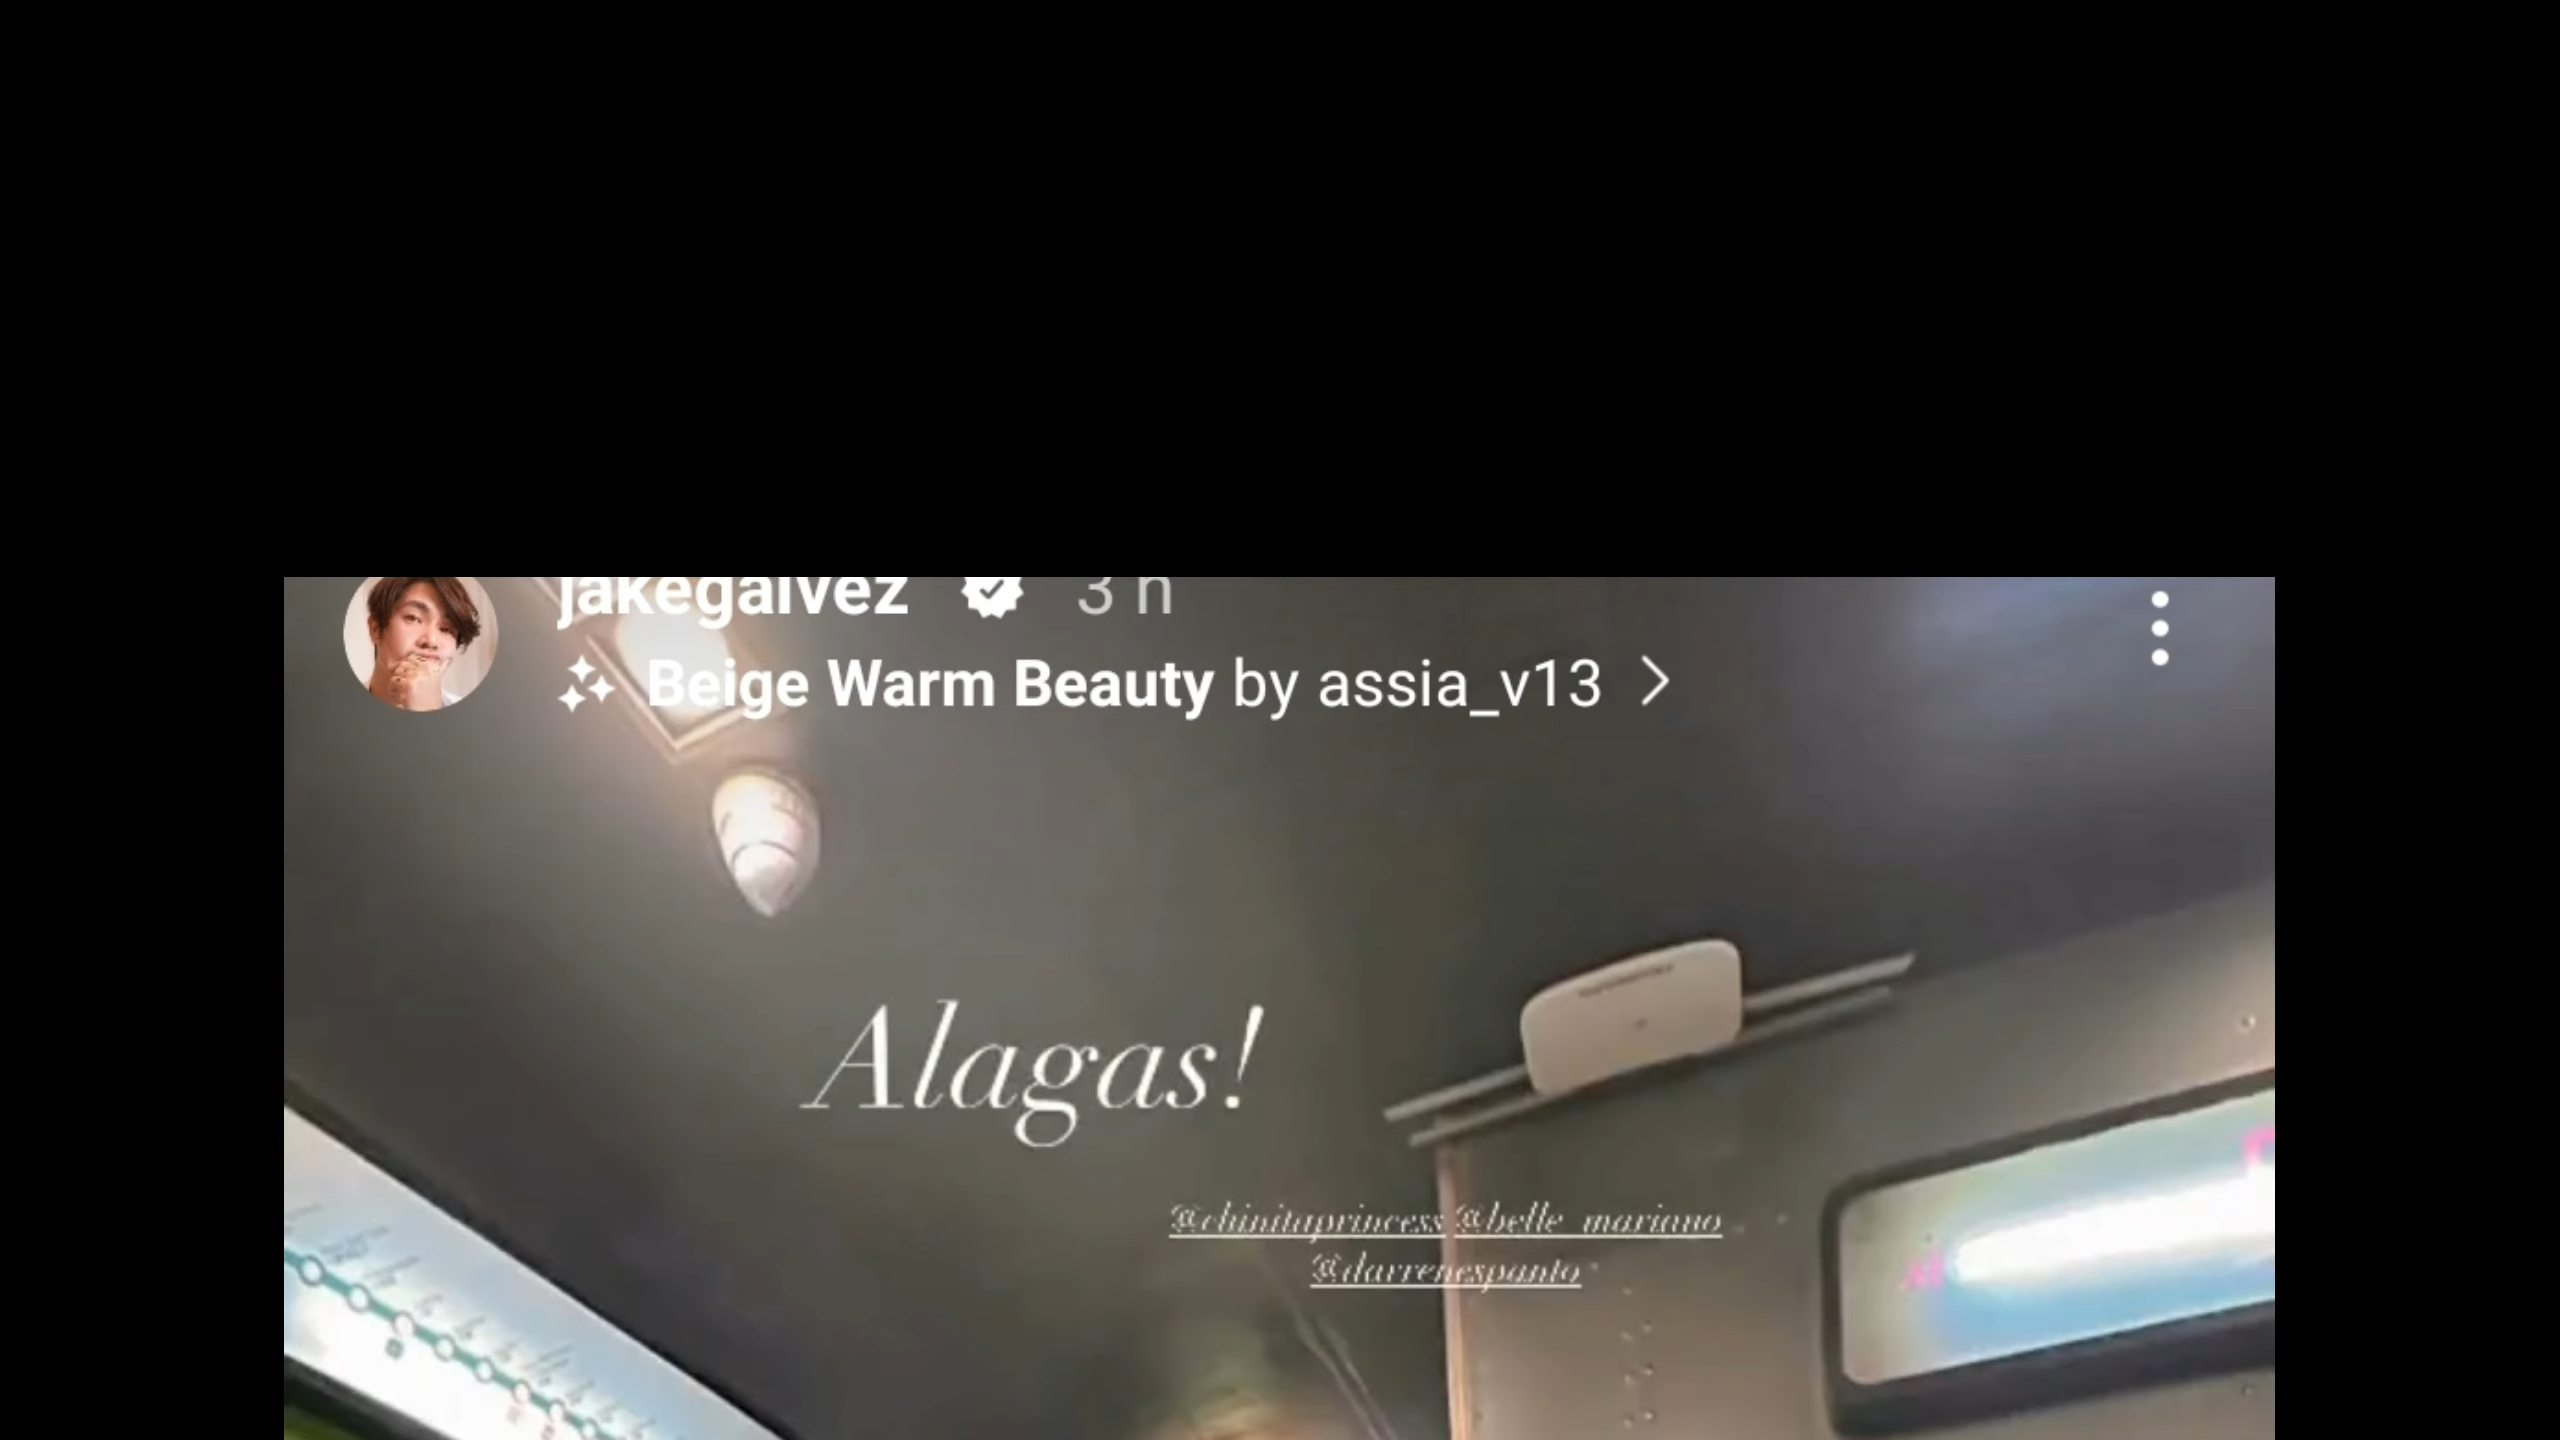 jakegalvez 3 h
Beige Warm Beauty by assia_v13
Alagas!
@chinitaprincess @belle_mariano
@darrenespanto